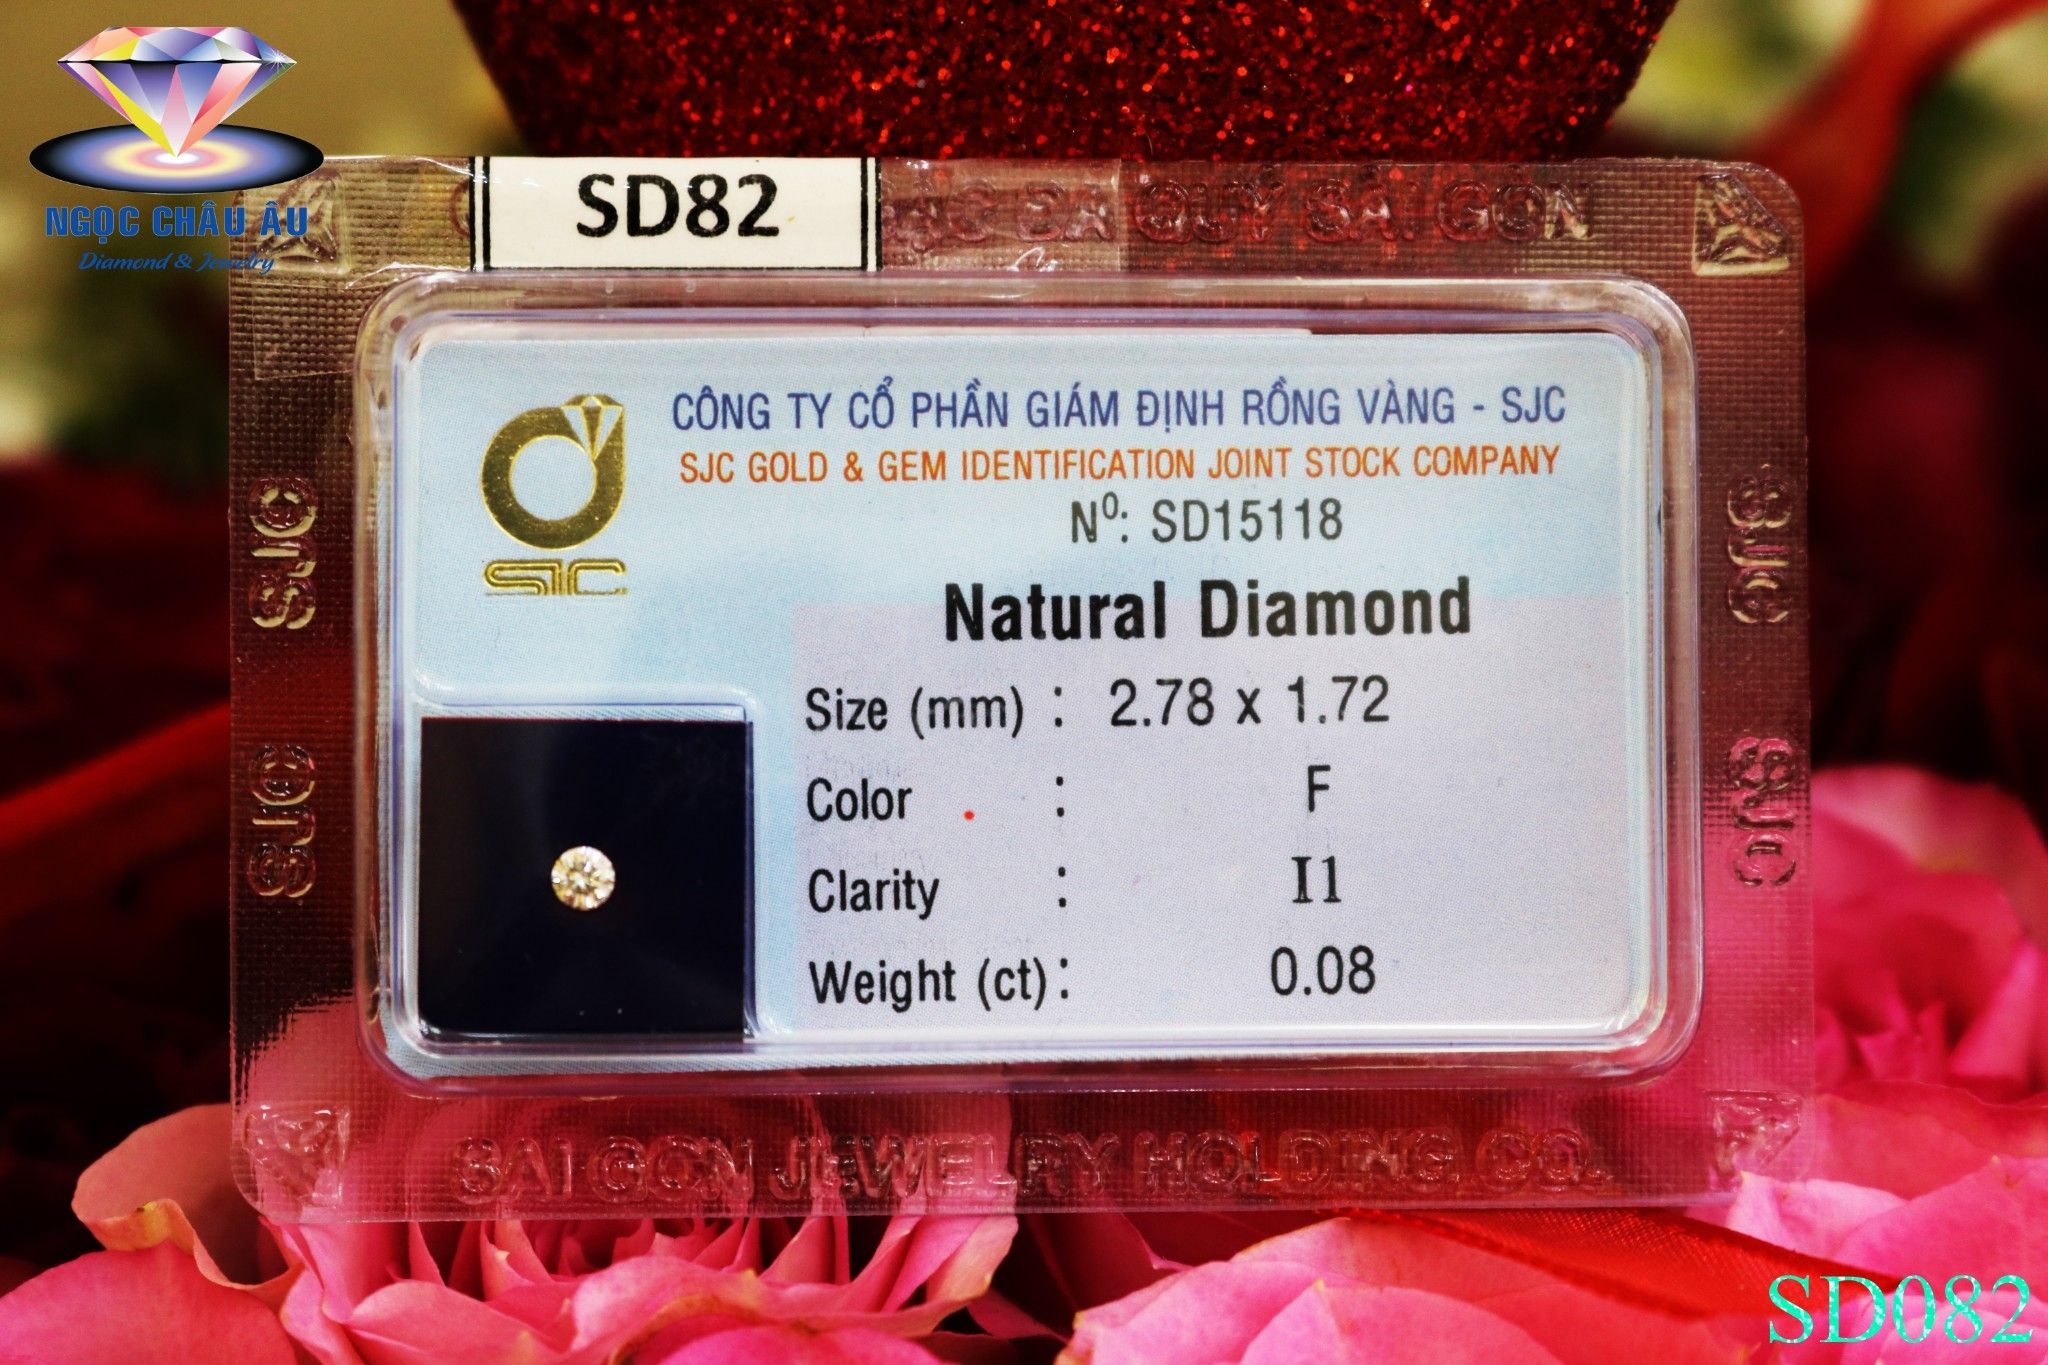 NGỌC CHÂU ÂU
Diamond & Jewelry
SD82
ĐÁ QUÝ SÀI GÒN
CÔNG TY CỔ PHẦN GIÁM ĐỊNH RỒNG VÀNG - SJC
SJC GOLD & GEM IDENTIFICATION JOINT STOCK COMPANY
Nº: SD15118
SJC
Natural Diamond
Size (mm) : 2.78 x 1.72
Color : F
Clarity : I1
Weight (ct) : 0.08
SJC
SJC
SJC
SJC
SAI GON JEWELRY HOLDING CO.
SD082